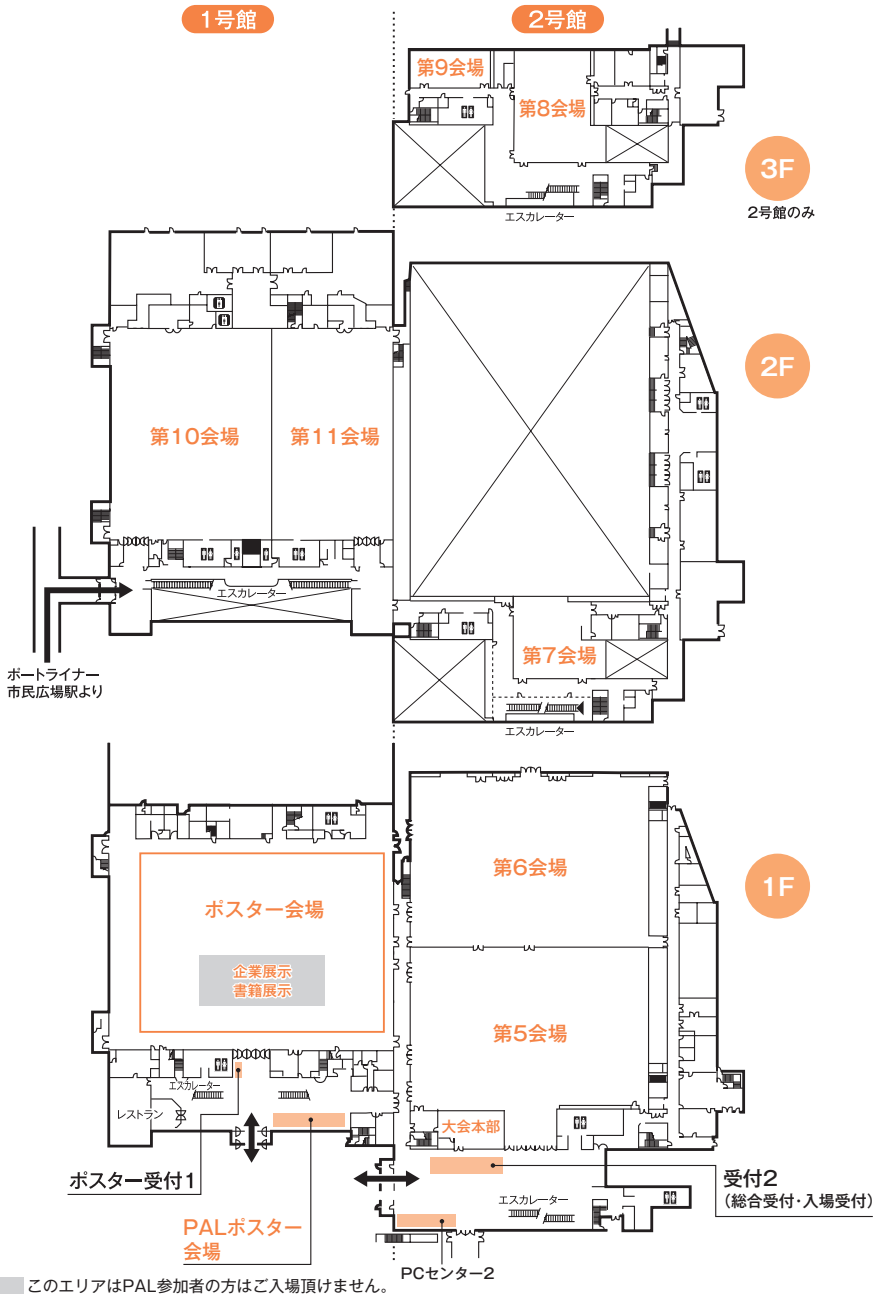 1号館
2号館
第9会場
第8会場
3F
2号館のみ
エスカレーター
2F
第10会場
第11会場
エスカレーター
第7会場
ポートライナー
市民広場駅より
エスカレーター
1F
第6会場
ポスター会場
企業展示
書籍展示
第5会場
エスカレーター
レストラン
大会本部
ポスター受付1
受付2
(総合受付・入場受付)
エスカレーター
PALポスター
会場
PCセンター2
このエリアはPAL参加者の方はご入場頂けません。